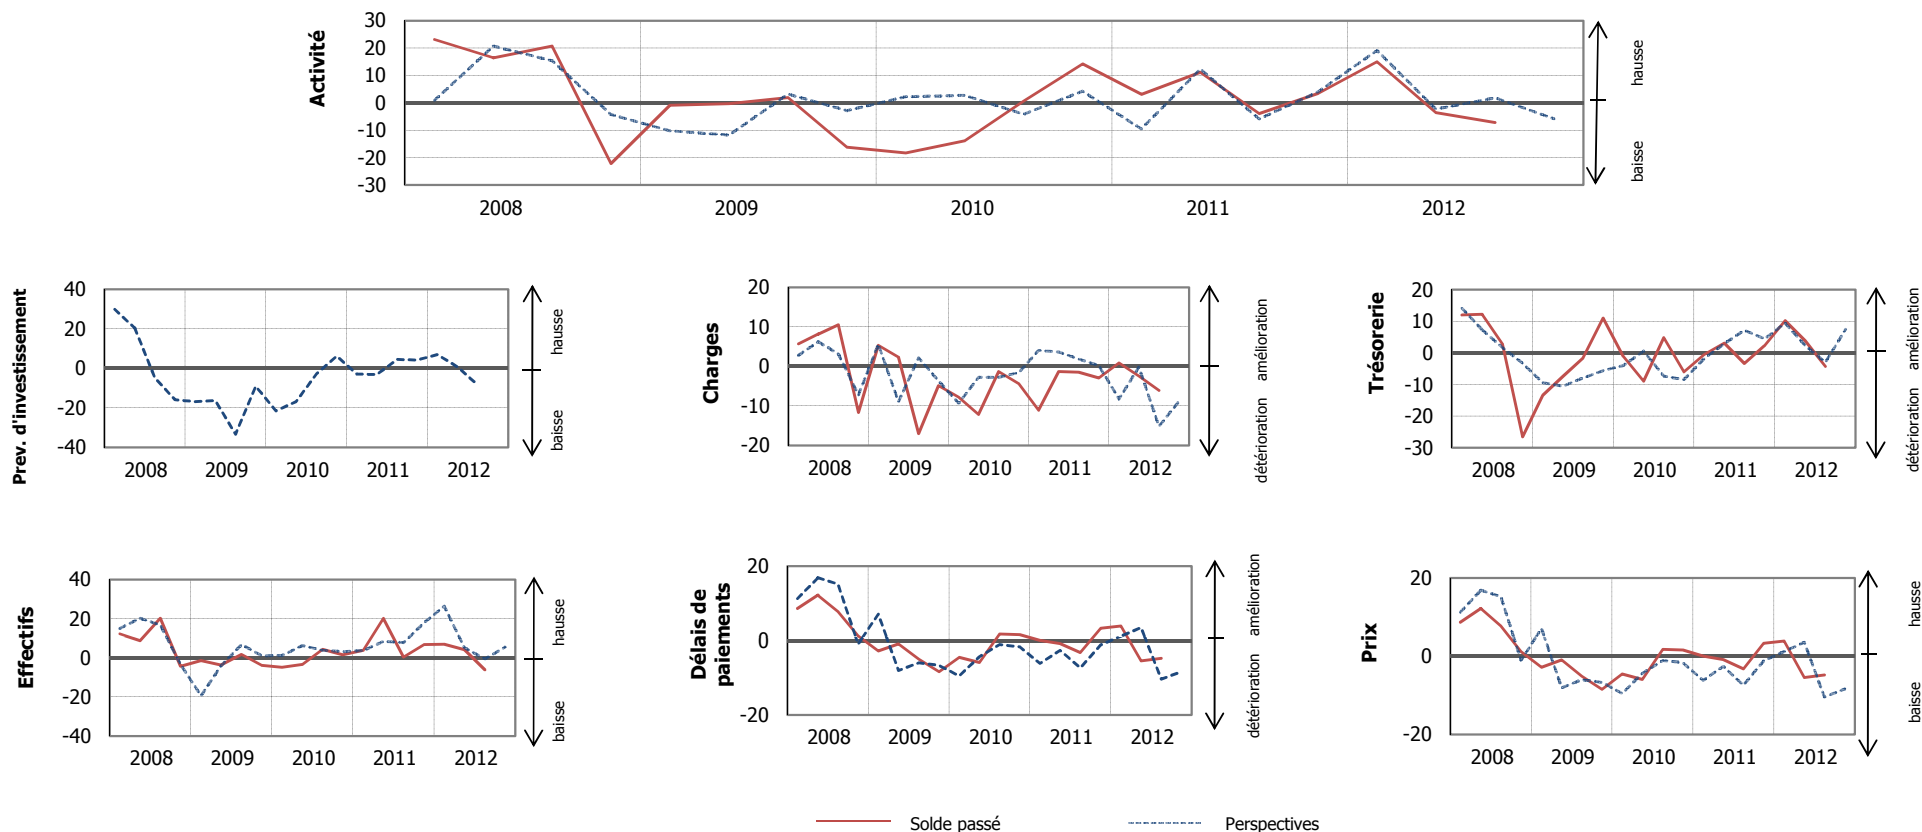 Activité
30
20
10
0
-10
-20
-30
2008 2009 2010 2011 2012
hausse
baisse
Prev. d'investissement
40
20
0
-20
-40
2008 2009 2010 2011 2012
hausse
baisse
Charges
20
10
0
-10
-20
2008 2009 2010 2011 2012
amélioration
détérioration
Trésorerie
20
10
0
-10
-20
-30
2008 2009 2010 2011 2012
amélioration
détérioration
Effectifs
40
20
0
-20
-40
2008 2009 2010 2011 2012
hausse
baisse
Délais de
paiements
20
0
-20
2008 2009 2010 2011 2012
amélioration
détérioration
Prix
20
0
-20
2008 2009 2010 2011 2012
hausse
baisse
Solde passé Perspectives